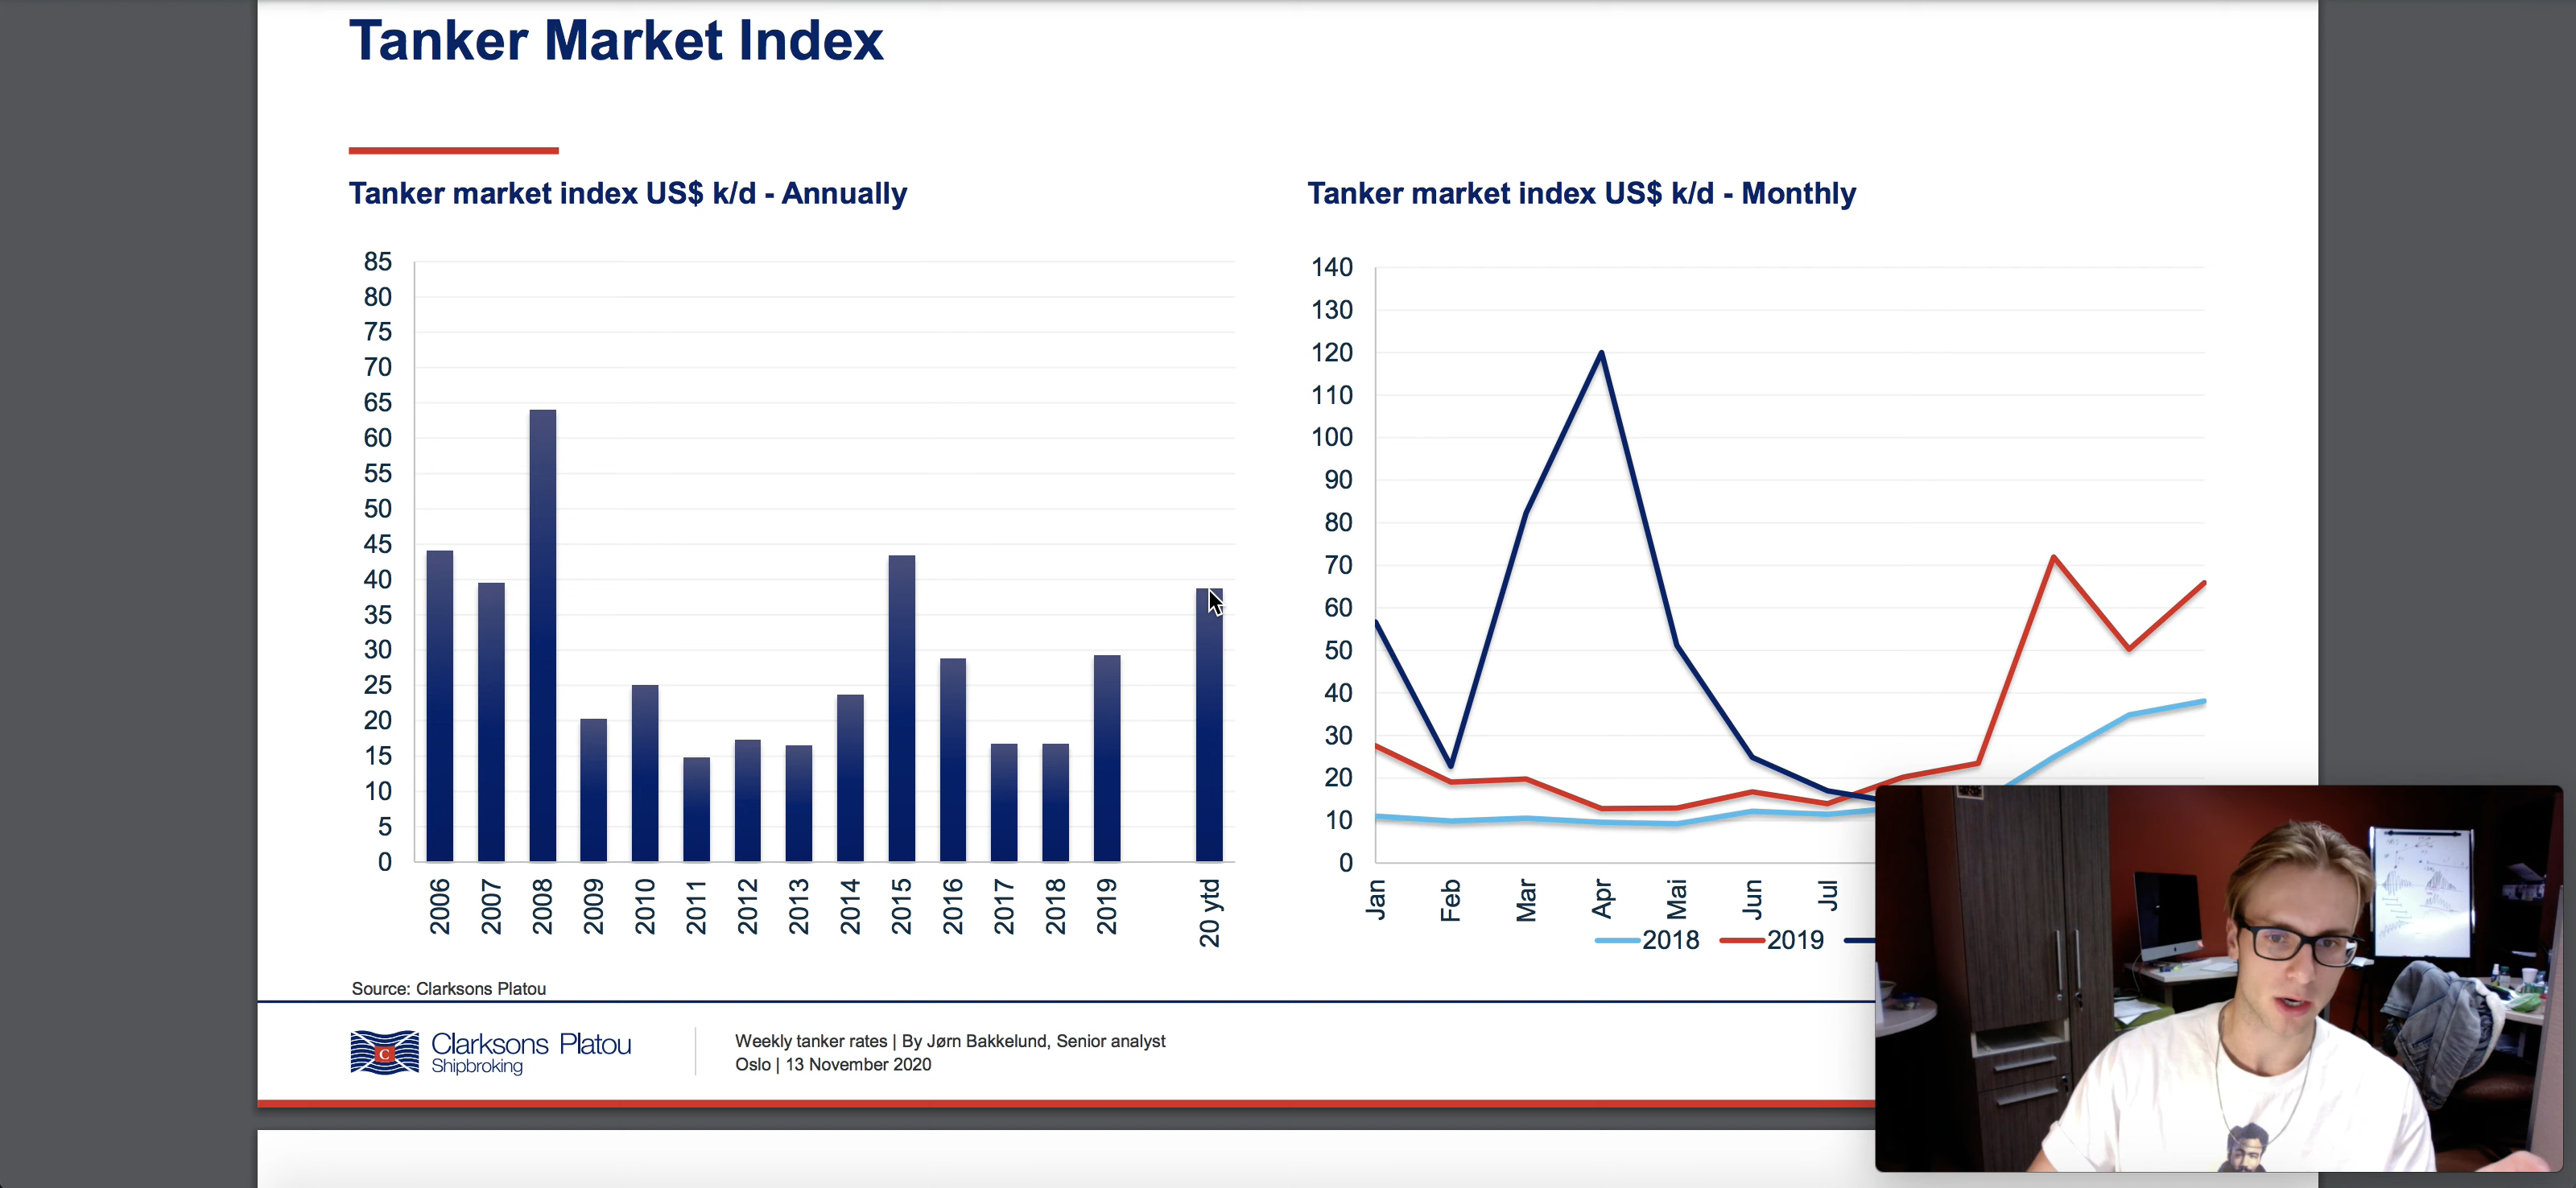 Tanker Market Index
Tanker market index US$ k/d - Annually
85
80
75
70
65
60
55
50
45
40
35
30
25
20
15
10
5
0
2006
2007
2008
2009
2010
2011
2012
2013
2014
2015
2016
2017
2018
2019
20 ytd
Tanker market index US$ k/d - Monthly
140
130
120
110
100
90
80
70
60
50
40
30
20
10
0
Jan
Feb
Mar
Apr
Mai
Jun
Jul
2018
2019
Source: Clarksons Platou
C
Clarksons Platou
Shipbroking
Weekly tanker rates | By Jørn Bakkelund, Senior analyst
Oslo | 13 November 2020